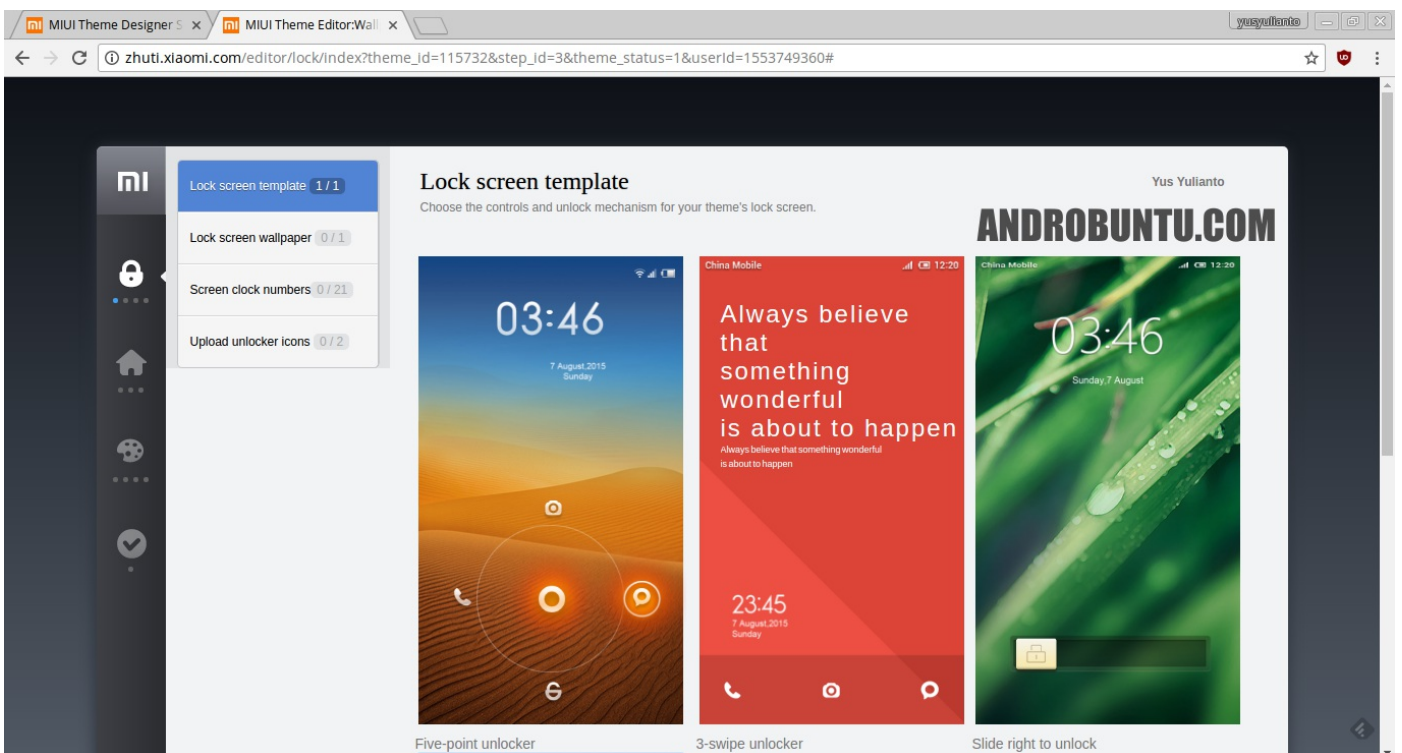 MIUI Theme Designer S
MIUI Theme Editor:Wall
yusyulianto
zhuti.xiaomi.com/editor/lock/index?theme_id=115732&step_id=3&theme_status=1&userId=1553749360#
Lock screen template 1 / 1
Lock screen wallpaper 0 / 1
Screen clock numbers 0 / 21
Upload unlocker icons 0 / 2
Lock screen template
Choose the controls and unlock mechanism for your theme's lock screen.
Yus Yulianto
ANDROBUNTU.COM
03:46
7 August,2015
Sunday
Five-point unlocker
China Mobile 12:20
Always believe
that
something
wonderful
is about to happen
Always believe that something wonderful
is about to happen
23:45
7 August,2015
Sunday
3-swipe unlocker
China Mobile 12:20
03:46
Sunday,7 August
Slide right to unlock